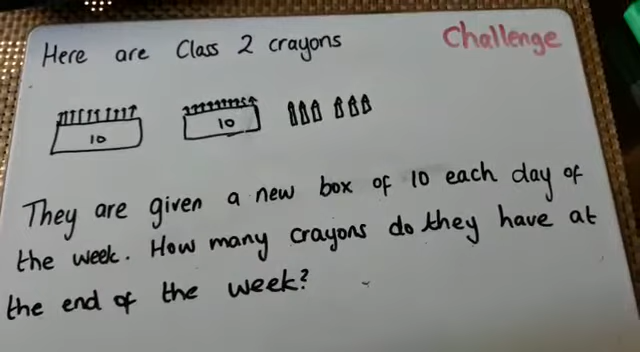 Here are Class 2 crayons
Challenge
10
10
They are given a new box of 10 each day of
the week. How many crayons do they have at
the end of the week?